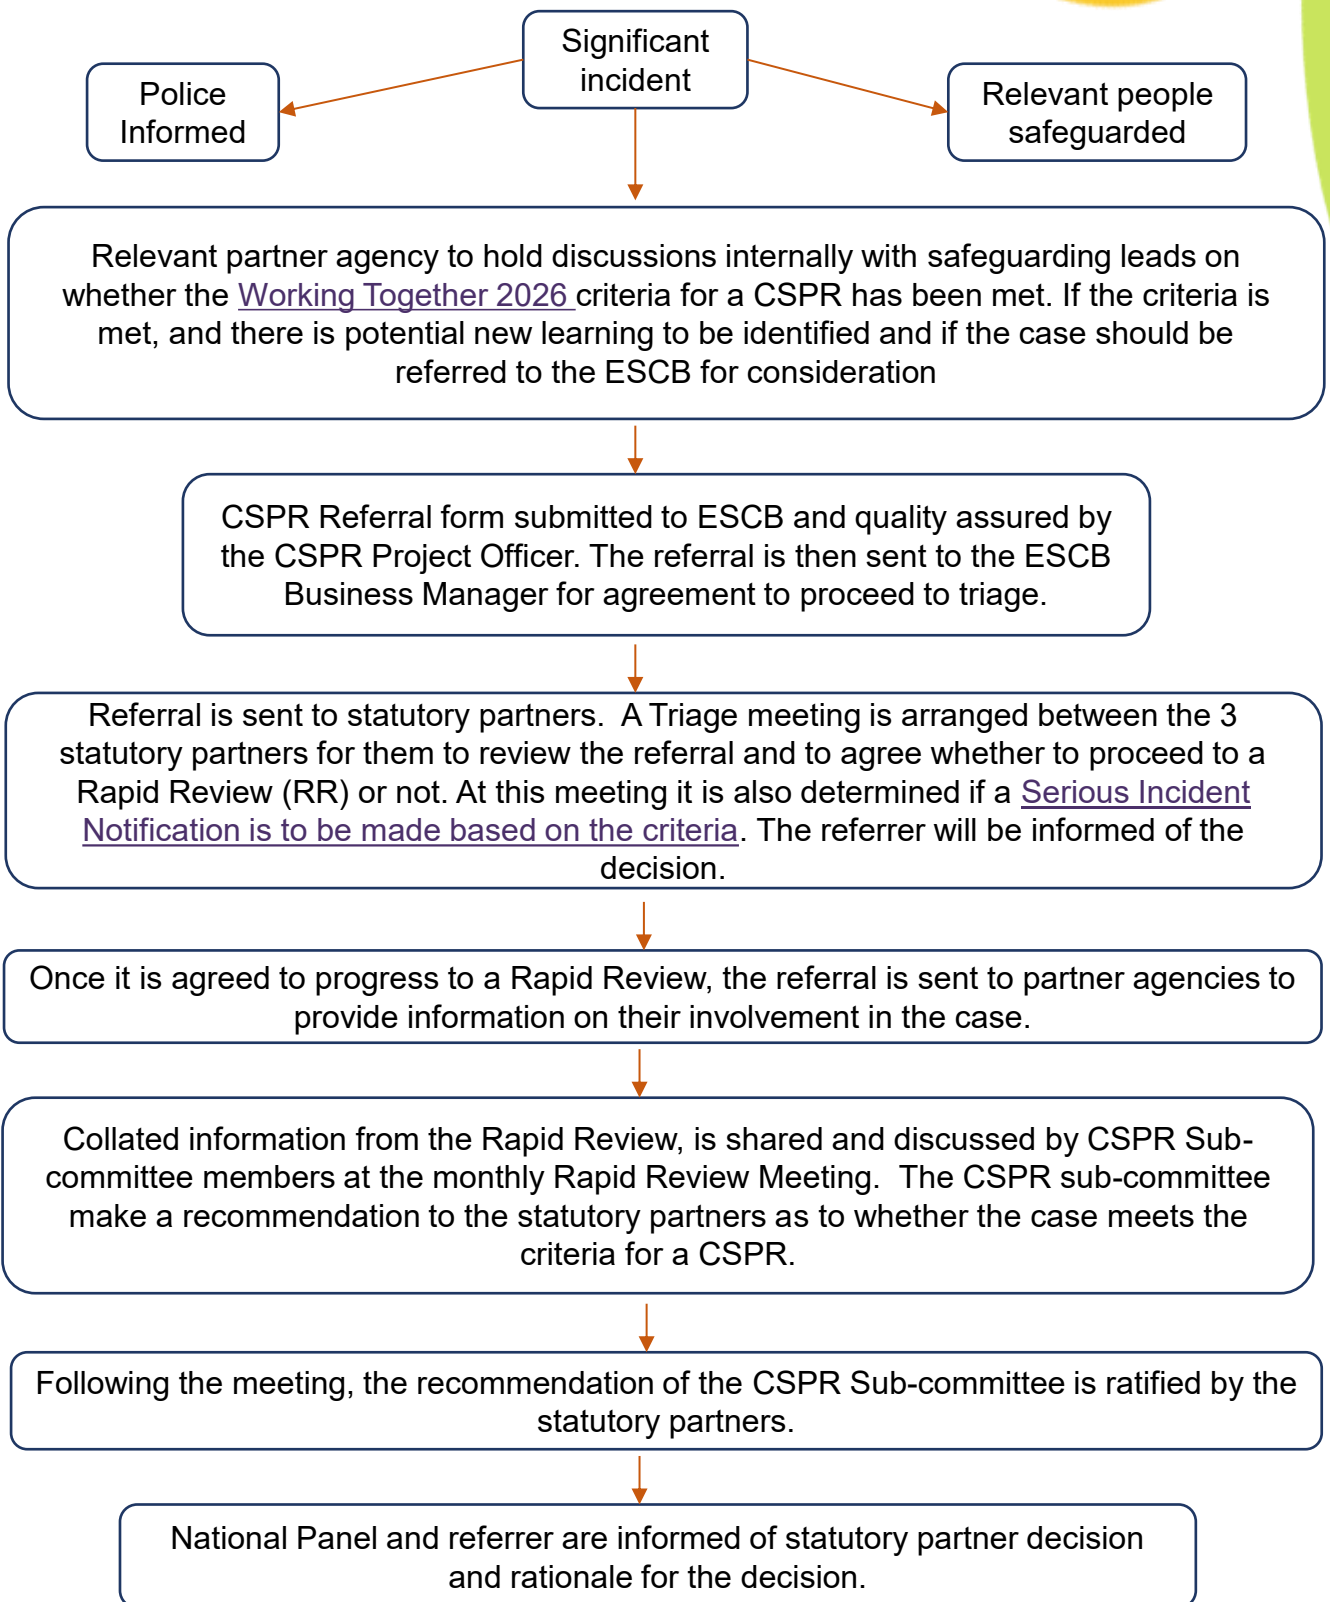 Significant
incident
Police
Informed
Relevant people
safeguarded
Relevant partner agency to hold discussions internally with safeguarding leads on
whether the Working Together 2026 criteria for a CSPR has been met. If the criteria is
met, and there is potential new learning to be identified and if the case should be
referred to the ESCB for consideration
CSPR Referral form submitted to ESCB and quality assured by
the CSPR Project Officer. The referral is then sent to the ESCB
Business Manager for agreement to proceed to triage.
Referral is sent to statutory partners.  A Triage meeting is arranged between the 3
statutory partners for them to review the referral and to agree whether to proceed to a
Rapid Review (RR) or not. At this meeting it is also determined if a Serious Incident
Notification is to be made based on the criteria. The referrer will be informed of the
decision.
Once it is agreed to progress to a Rapid Review, the referral is sent to partner agencies to
provide information on their involvement in the case.
Collated information from the Rapid Review, is shared and discussed by CSPR Sub-
committee members at the monthly Rapid Review Meeting.  The CSPR sub-committee
make a recommendation to the statutory partners as to whether the case meets the
criteria for a CSPR.
Following the meeting, the recommendation of the CSPR Sub-committee is ratified by the
statutory partners.
National Panel and referrer are informed of statutory partner decision
and rationale for the decision.